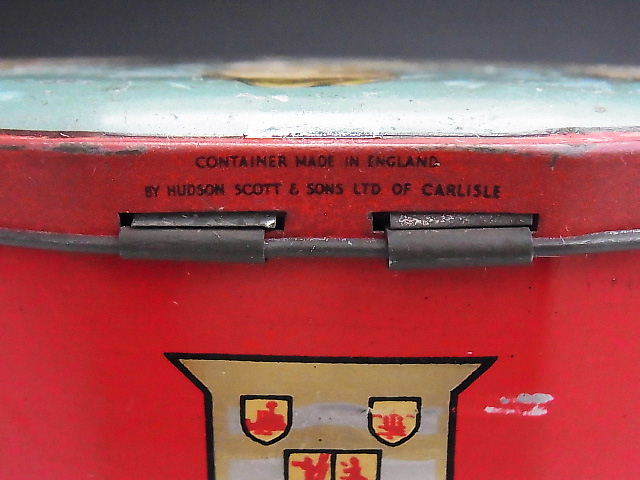 CONTAINER MADE IN ENGLAND
BY HUDSON SCOTT & SONS LTD OF CARLISLE